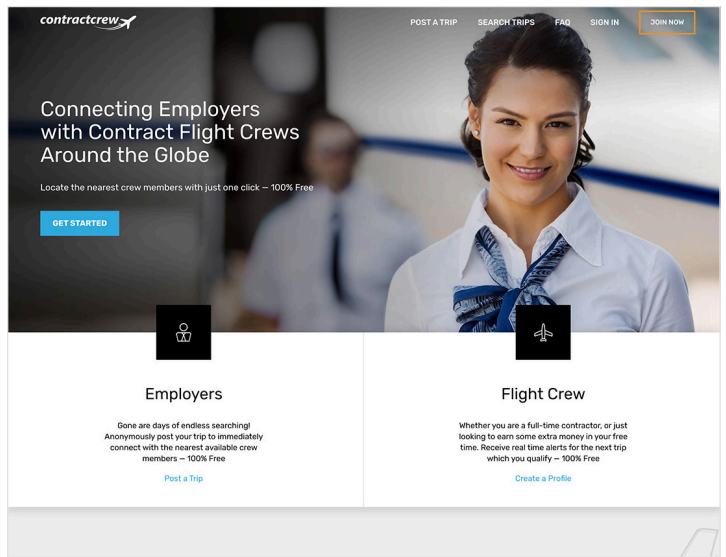 contractcrew
POST A TRIP
SEARCH TRIPS
FAQ
SIGN IN
JOIN NOW
Connecting Employers
with Contract Flight Crews
Around the Globe
Locate the nearest crew members with just one click — 100% Free
GET STARTED
Employers
Gone are days of endless searching!
Anonymously post your trip to immediately
connect with the nearest available crew
members — 100% Free
Post a Trip
Flight Crew
Whether you are a full-time contractor, or just
looking to earn some extra money in your free
time. Receive real time alerts for the next trip
which you qualify — 100% Free
Create a Profile